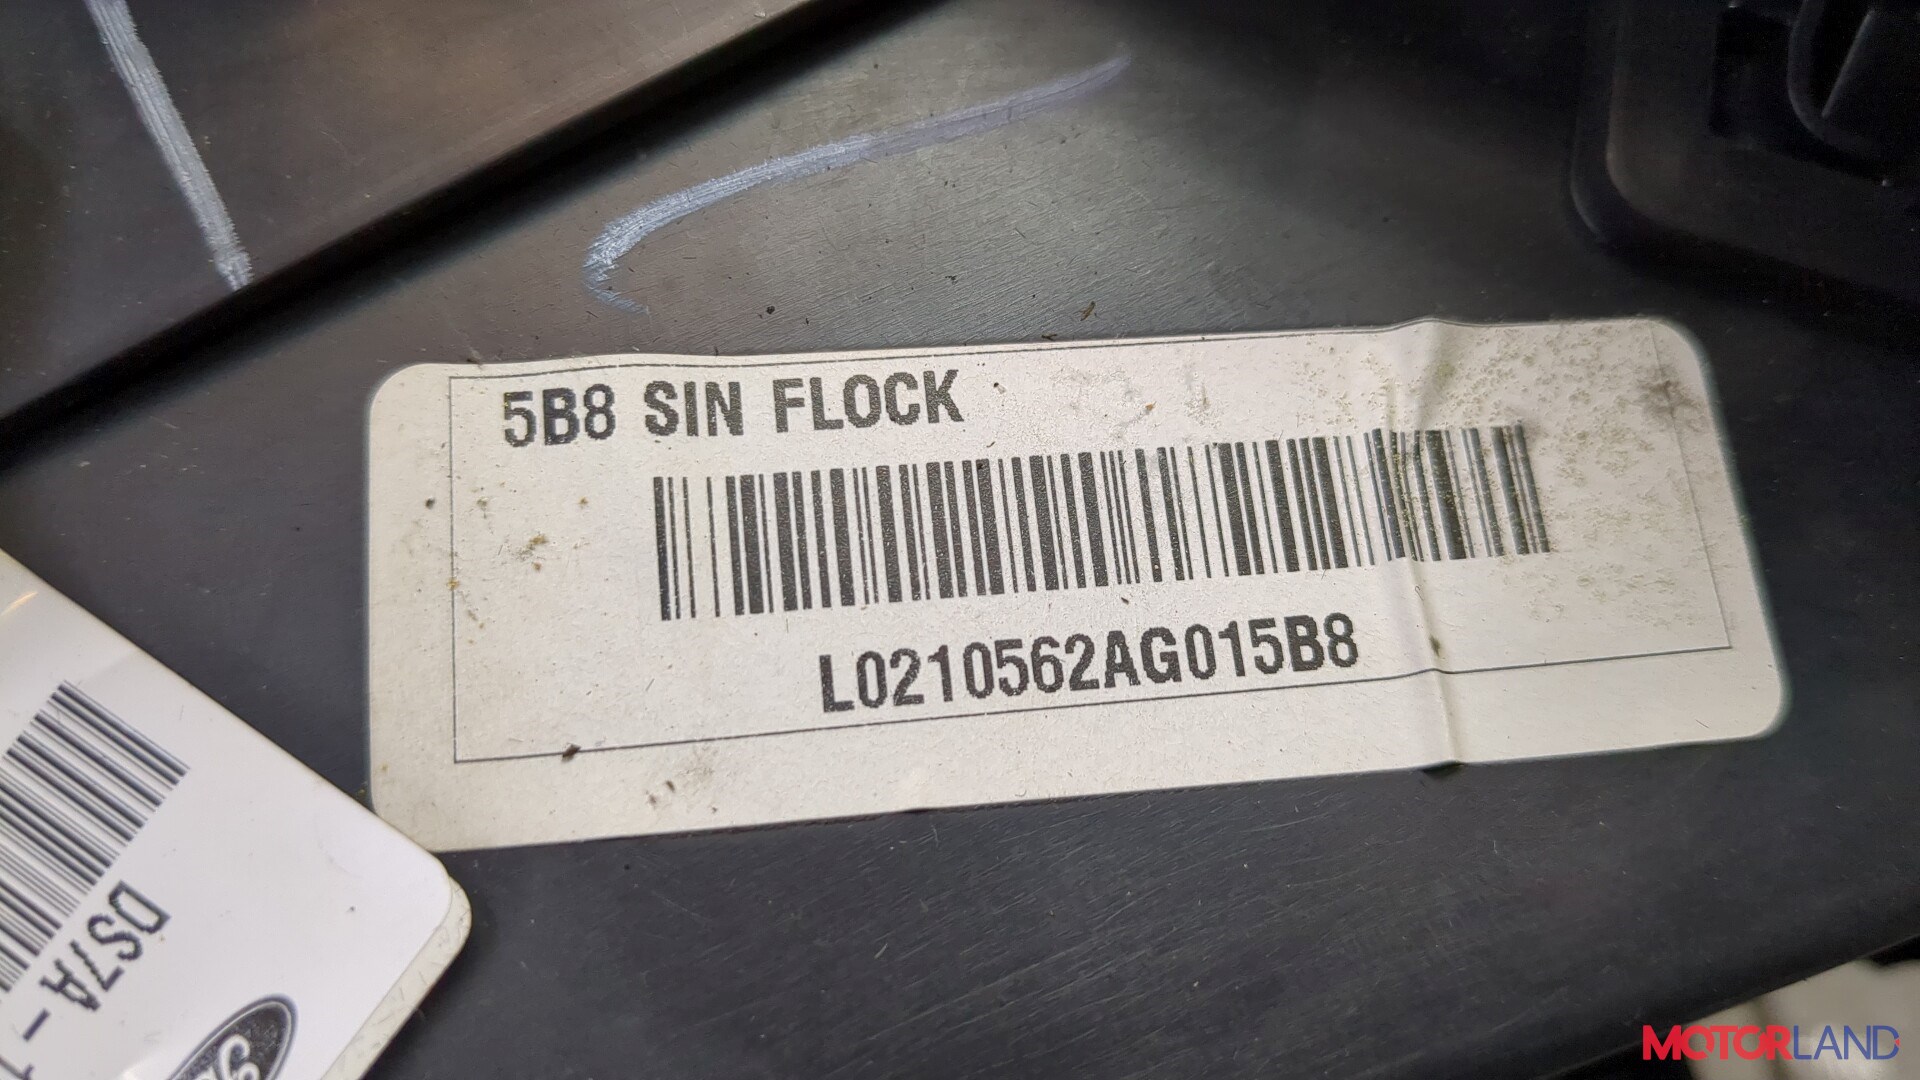 5B8 SIN FLOCK
L0210562AG015B8
DS7A-
MOTORLAND